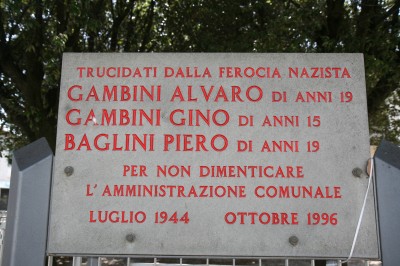 TRUCIDATI DALLA FEROCIA NAZISTA
GAMBINI ALVARO DI ANNI 19
GAMBINI GINO DI ANNI 15
BAGLINI PIERO DI ANNI 19
PER NON DIMENTICARE
L'AMMINISTRAZIONE COMUNALE
LUGLIO 1944 OTTOBRE 1996